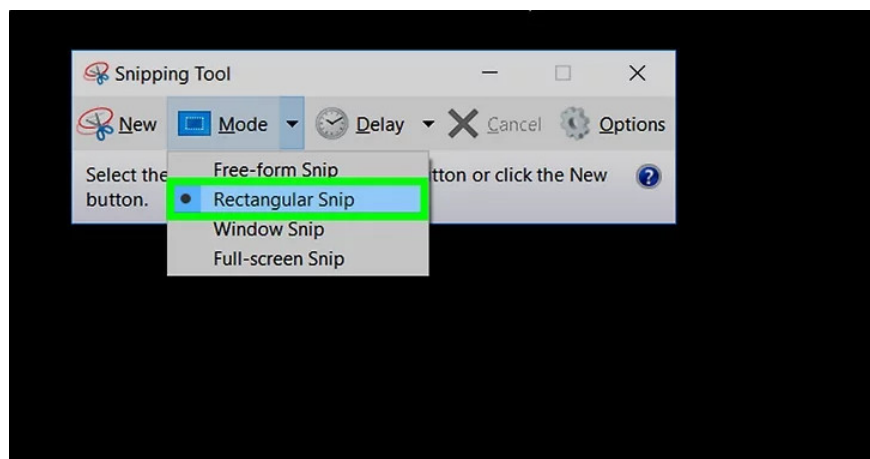 Snipping Tool
New Mode Delay Cancel Options
Select the tton or click the New
button.
Free-form Snip
Rectangular Snip
Window Snip
Full-screen Snip